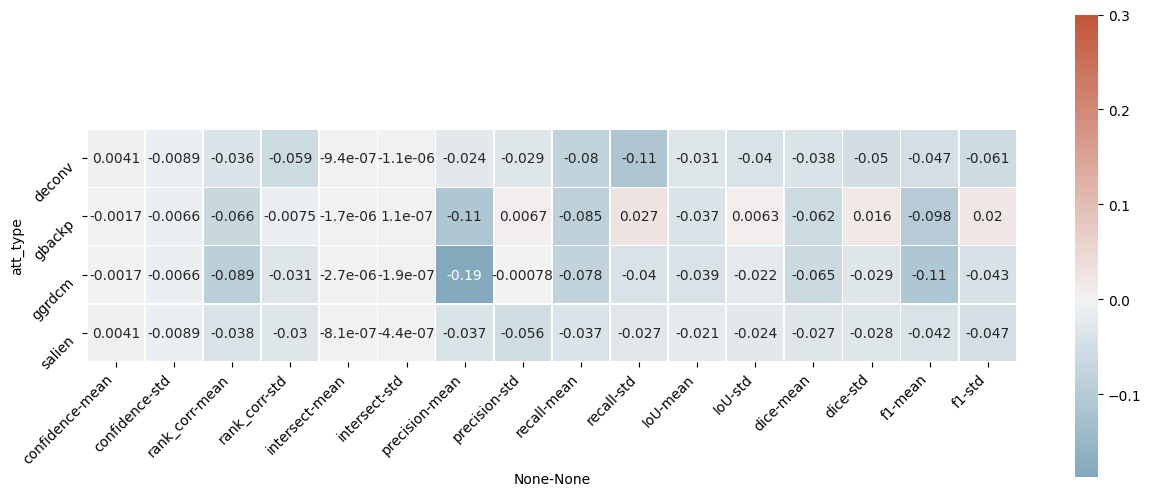 0.3
0.2
0.1
0.0
−0.1
att_type
deconv 0.0041 -0.0089 -0.036 -0.059 -9.4e-07 -1.1e-06 -0.024 -0.029 -0.08 -0.11 -0.031 -0.04 -0.038 -0.05 -0.047 -0.061
gbackp -0.0017 -0.0066 -0.066 -0.0075 -1.7e-06 1.1e-07 -0.11 0.0067 -0.085 0.027 -0.037 0.0063 -0.062 0.016 -0.098 0.02
ggrdcm -0.0017 -0.0066 -0.089 -0.031 -2.7e-06 -1.9e-07 -0.19 -0.00078 -0.078 -0.04 -0.039 -0.022 -0.065 -0.029 -0.11 -0.043
salien 0.0041 -0.0089 -0.038 -0.03 -8.1e-07 -4.4e-07 -0.037 -0.056 -0.037 -0.027 -0.021 -0.024 -0.027 -0.028 -0.042 -0.047
confidence-mean confidence-std rank_corr-mean rank_corr-std intersect-mean intersect-std precision-mean precision-std recall-mean recall-std IoU-mean IoU-std dice-mean dice-std f1-mean f1-std
None-None